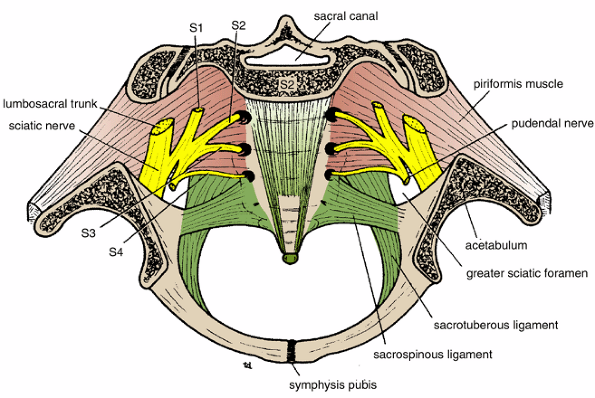 sacral canal
S1
S2
S2
piriformis muscle
lumbosacral trunk
sciatic nerve
pudendal nerve
S3
S4
acetabulum
greater sciatic foramen
sacrotuberous ligament
sacrospinous ligament
symphysis pubis